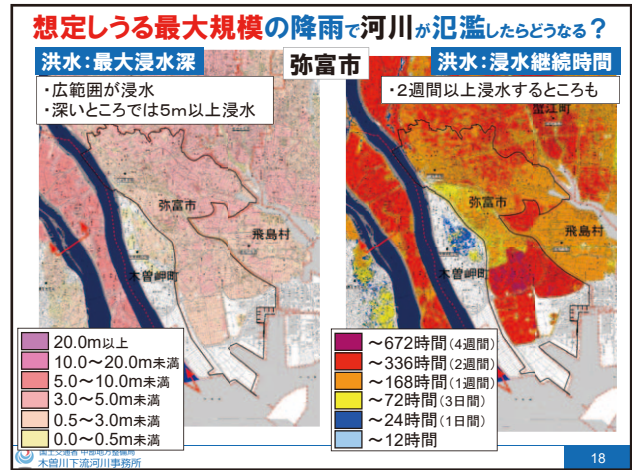 想定しうる最大規模の降雨で河川が氾濫したらどうなる？
洪水：最大浸水深
弥富市
洪水：浸水継続時間
・広範囲が浸水
・深いところでは５ｍ以上浸水
・2週間以上浸水するところも
蟹江町
弥富市
飛島村
木曽岬町
弥富市
飛島村
木曽岬町
20.0m以上
10.0～20.0m未満
5.0～10.0m未満
3.0～5.0m未満
0.5～3.0m未満
0.0～0.5m未満
～672時間(4週間)
～336時間(2週間)
～168時間(1週間)
～72時間(3日間)
～24時間(1日間)
～12時間
国土交通省 中部地方整備局
木曽川下流河川事務所
18